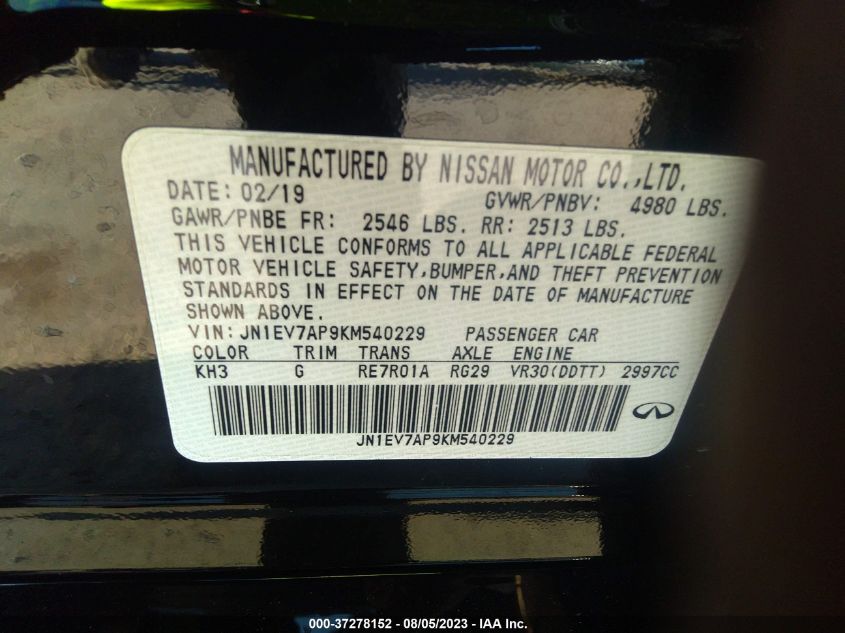 MANUFACTURED BY NISSAN MOTOR CO.,LTD.
DATE: 02/19 GVWR/PNBV: 4980 LBS.
GAWR/PNBE FR: 2546 LBS. RR: 2513 LBS.
THIS VEHICLE CONFORMS TO ALL APPLICABLE FEDERAL
MOTOR VEHICLE SAFETY,BUMPER,AND THEFT PREVENTION
STANDARDS IN EFFECT ON THE DATE OF MANUFACTURE
SHOWN ABOVE.
VIN:JN1EV7AP9KM540229 PASSENGER CAR
COLOR TRIM TRANS AXLE ENGINE
KH3 G RE7R01A RG29 VR30(DDTT) 2997CC
JN1EV7AP9KM540229
000-37278152 - 08/05/2023 - IAA Inc.